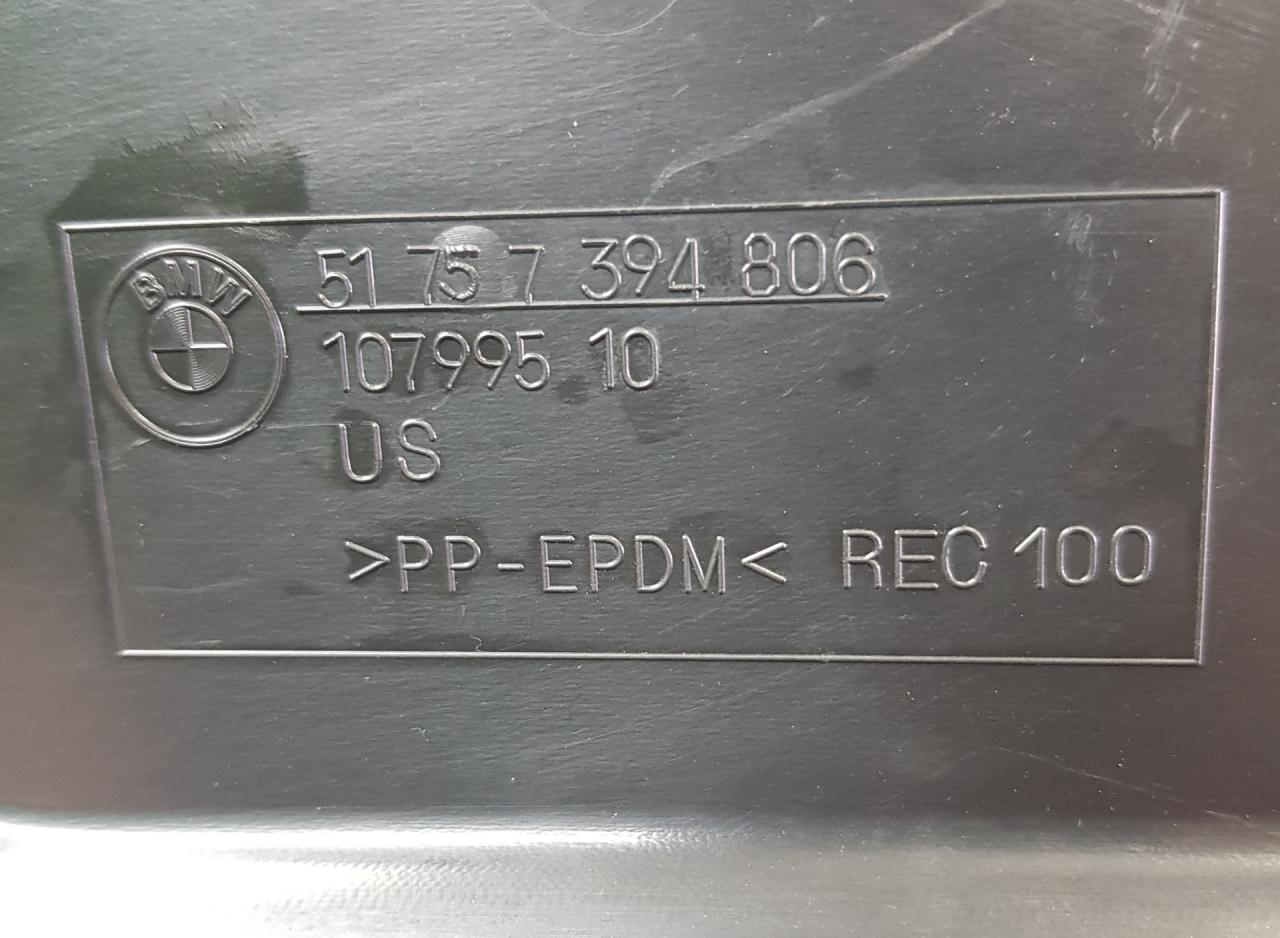 BMW
51 75 7 394 806
107995 10
US
>PP-EPDM< REC 100